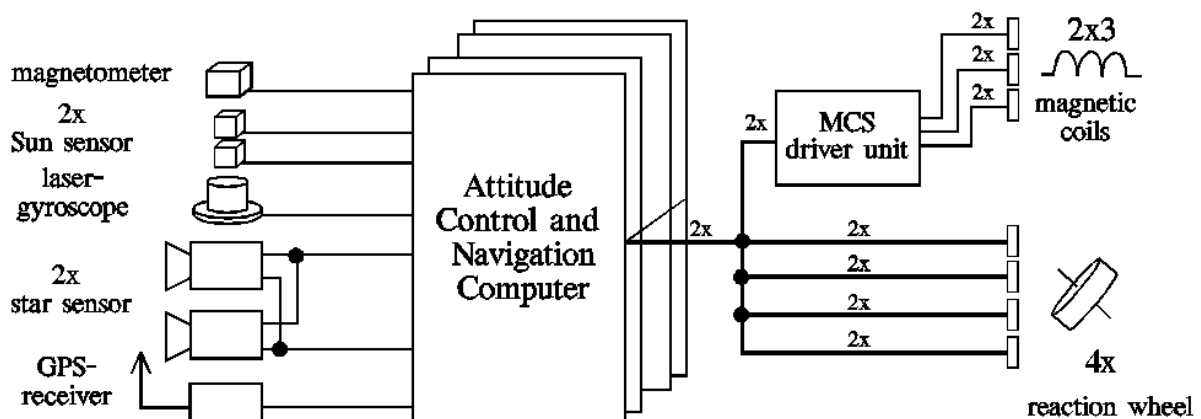 magnetometer
2x
Sun sensor
laser-
gyroscope
2x
star sensor
GPS-
receiver
Attitude
Control and
Navigation
Computer
2x
2x
MCS
driver unit
2x
2x
2x
2x3
magnetic
coils
2x
2x
2x
2x
4x
reaction wheel